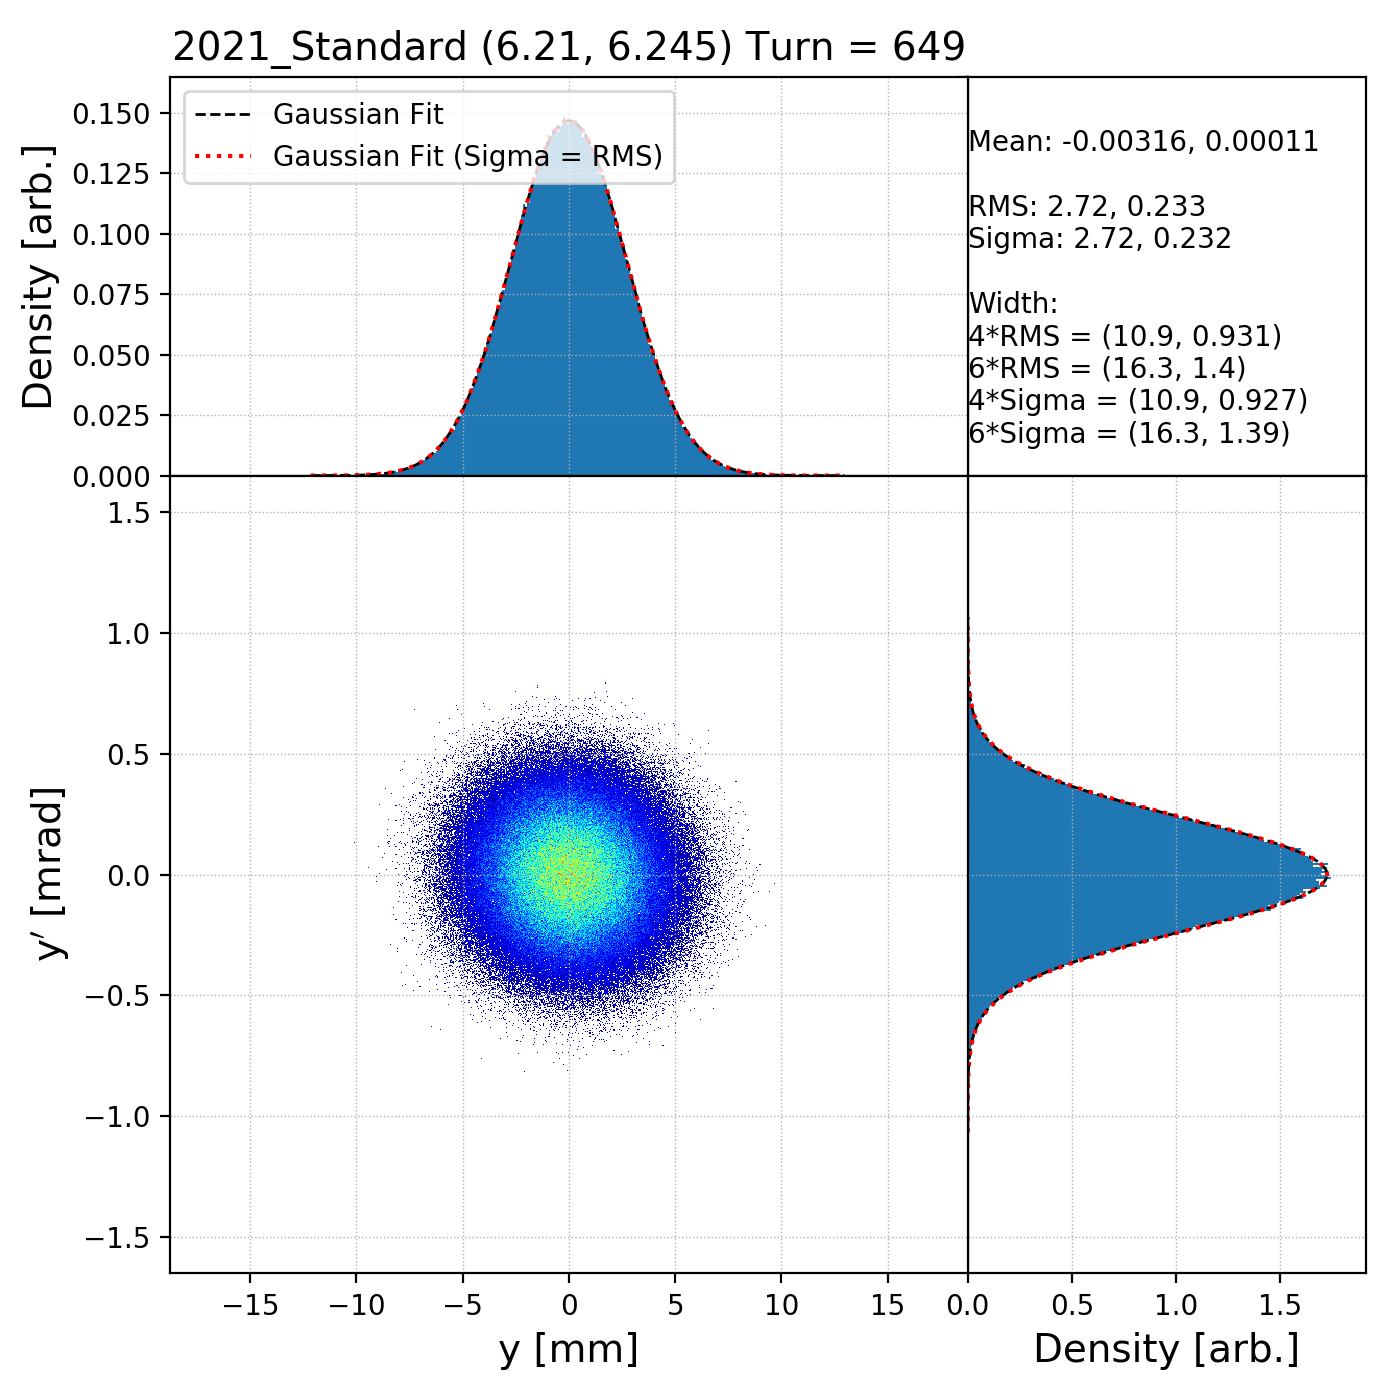 2021_Standard (6.21, 6.245) Turn = 649
Density [arb.]
0.150
0.125
0.100
0.075
0.050
0.025
0.000
Gaussian Fit
Gaussian Fit (Sigma = RMS)
Mean: -0.00316, 0.00011
RMS: 2.72, 0.233
Sigma: 2.72, 0.232
Width:
4*RMS = (10.9, 0.931)
6*RMS = (16.3, 1.4)
4*Sigma = (10.9, 0.927)
6*Sigma = (16.3, 1.39)
y’ [mrad]
1.5
1.0
0.5
0.0
−0.5
−1.0
−1.5
−15 −10 −5 0 5 10 15
y [mm]
0.0 0.5 1.0 1.5
Density [arb.]